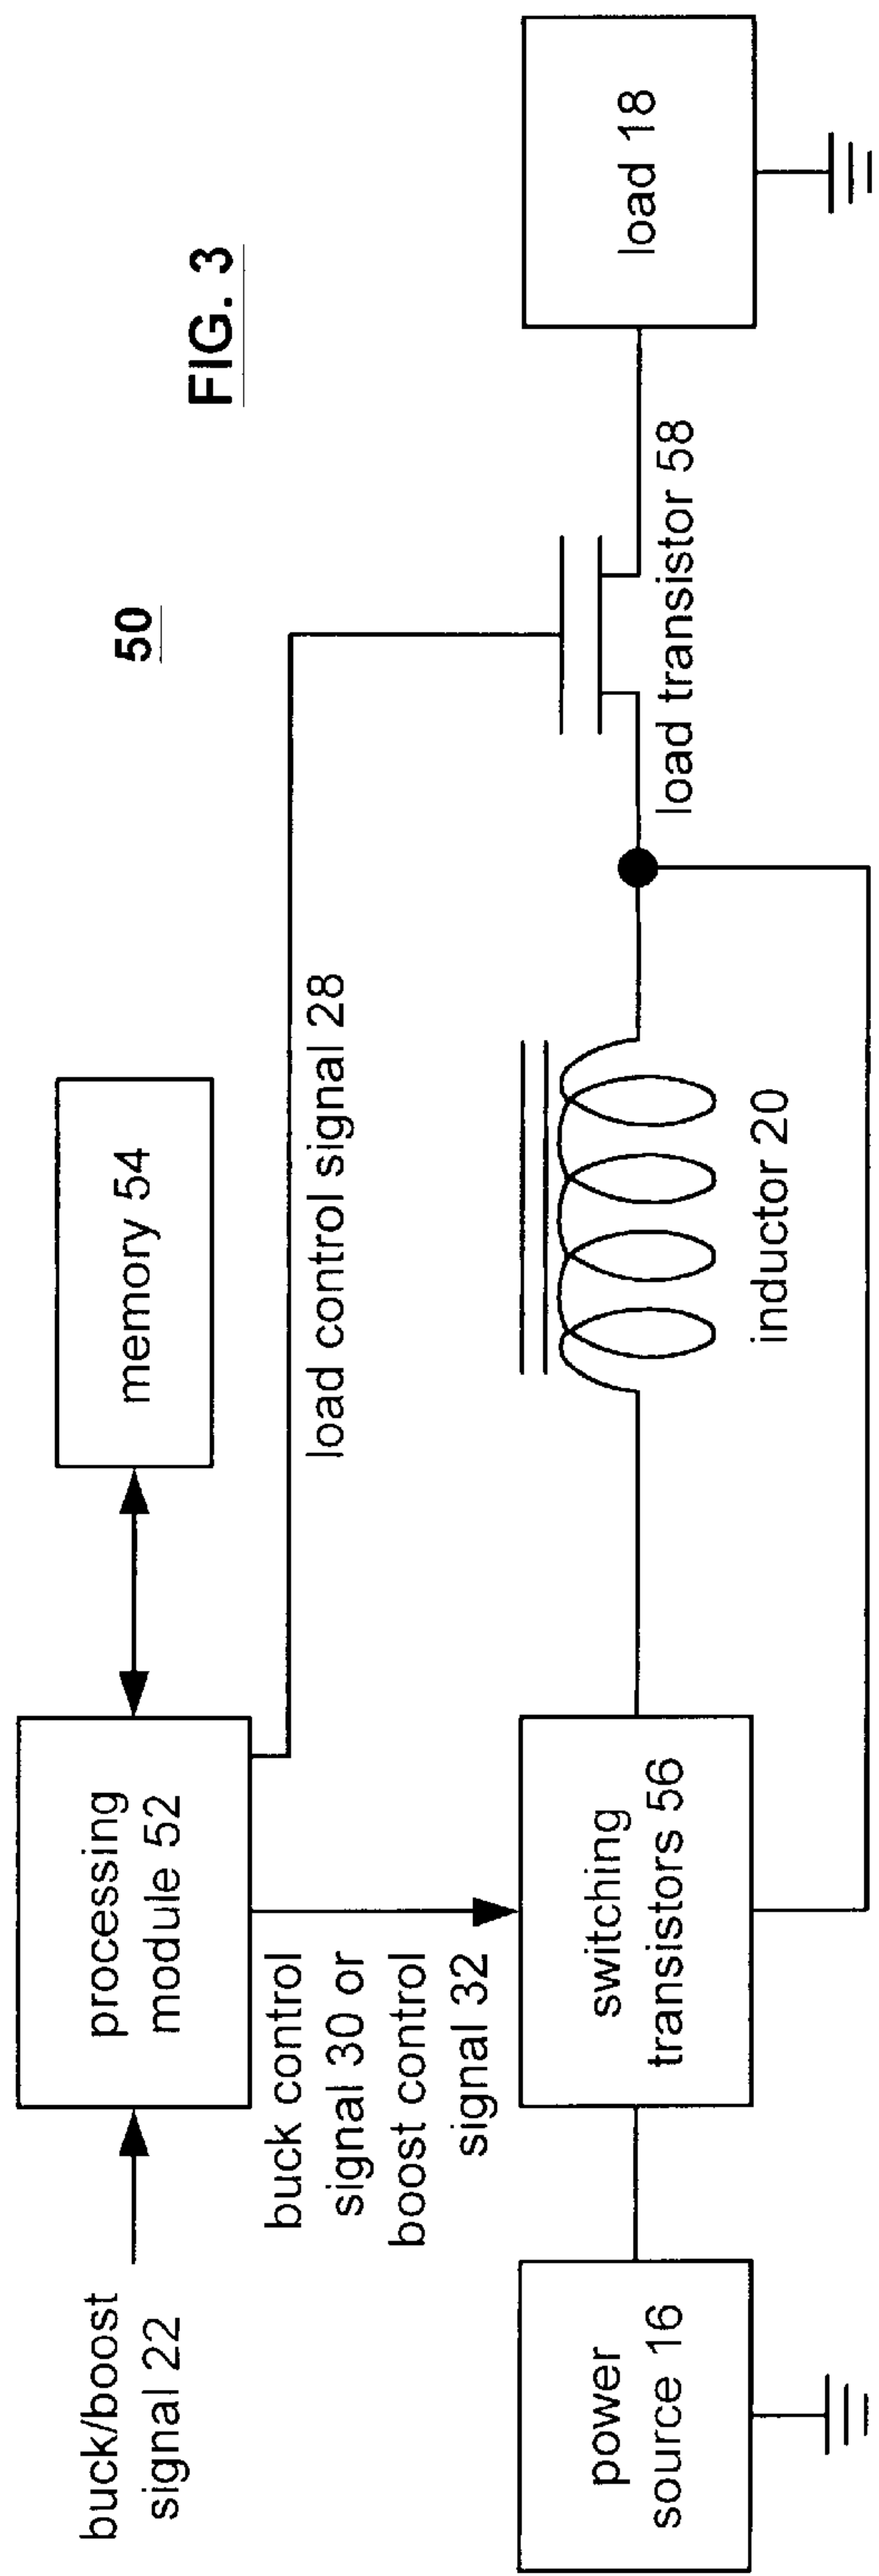 buck/boost
signal 22
processing
module 52
memory 54
50
FIG. 3
load control signal 28
buck control
signal 30 or
boost control
signal 32
power
source 16
switching
transistors 56
inductor 20
load transistor 58
load 18